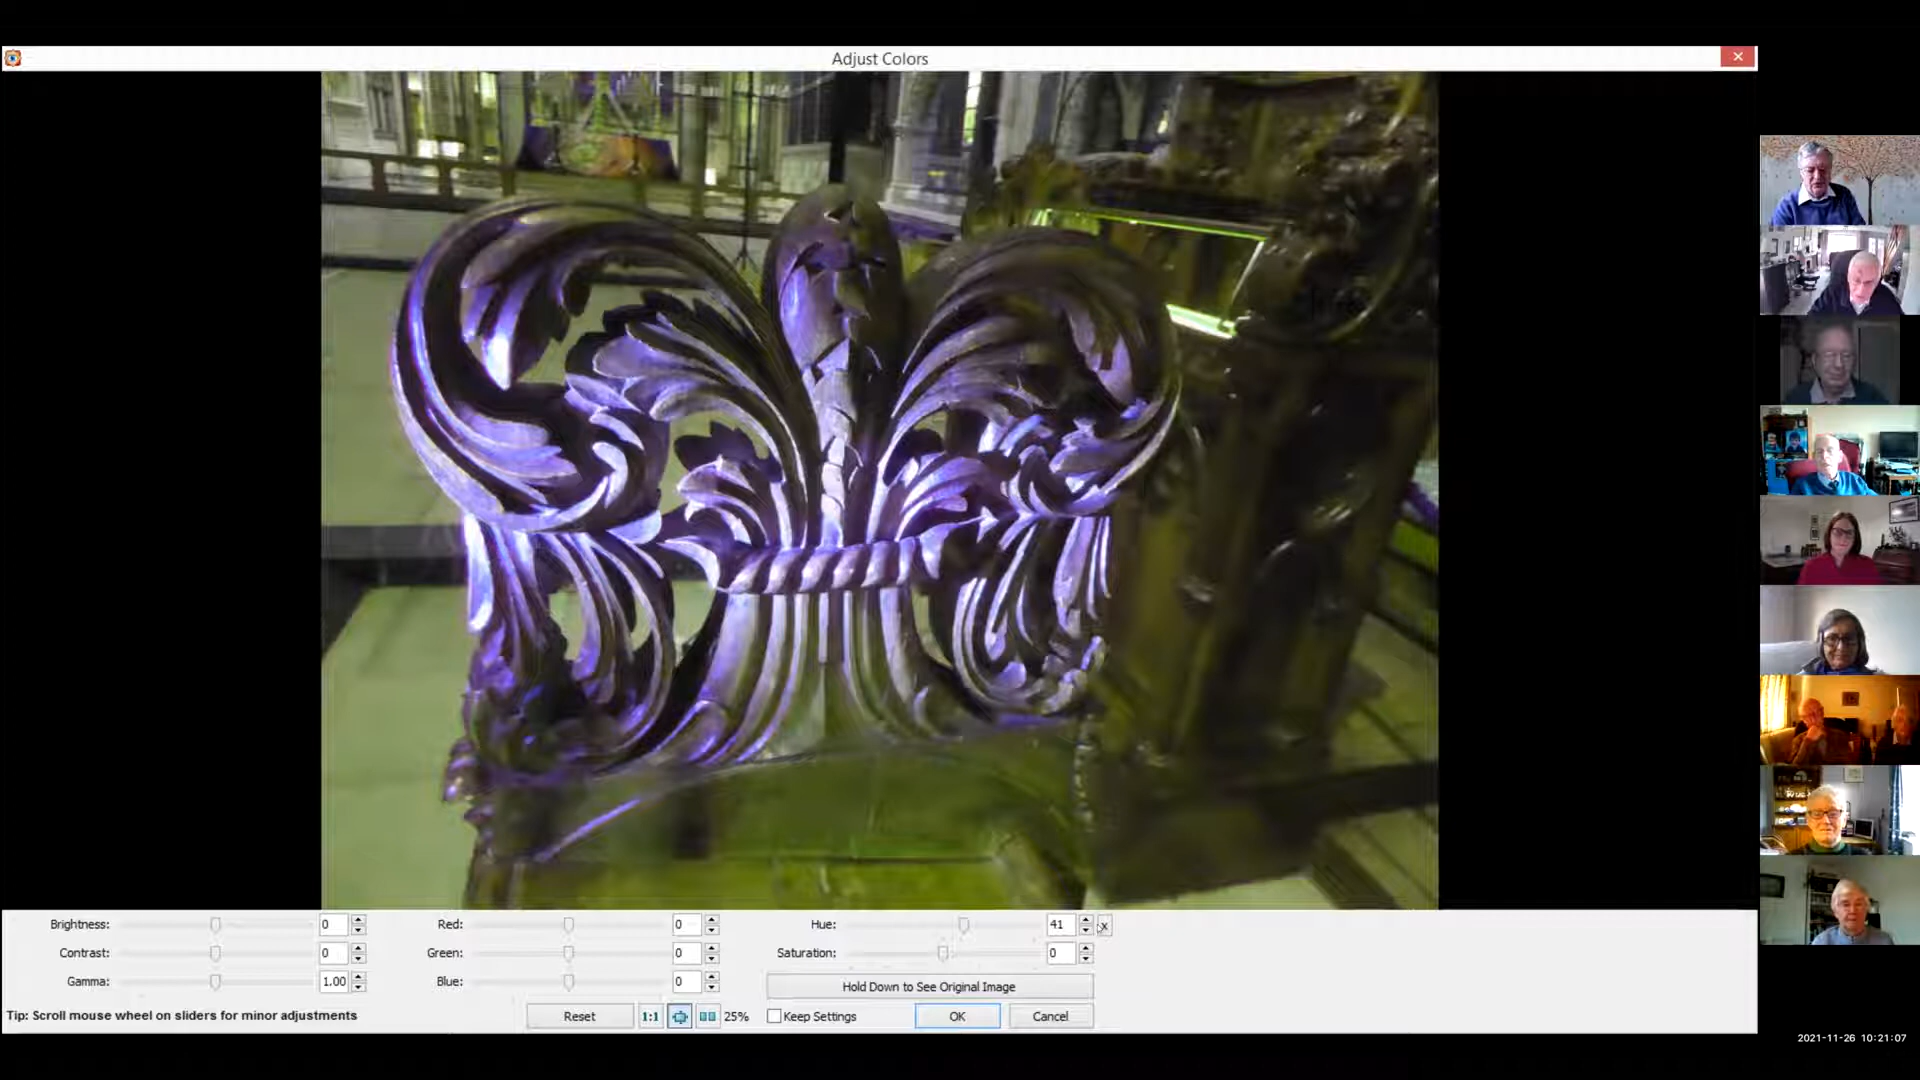 Adjust Colors
Brightness: 0 Red: 0 Hue: 41 x
Contrast: 0 Green: 0 Saturation: 0
Gamma: 1.00 Blue: 0 Hold Down to See Original Image
Tip: Scroll mouse wheel on sliders for minor adjustments Reset 1:1 25% Keep Settings OK Cancel
2021-11-26 10:21:07